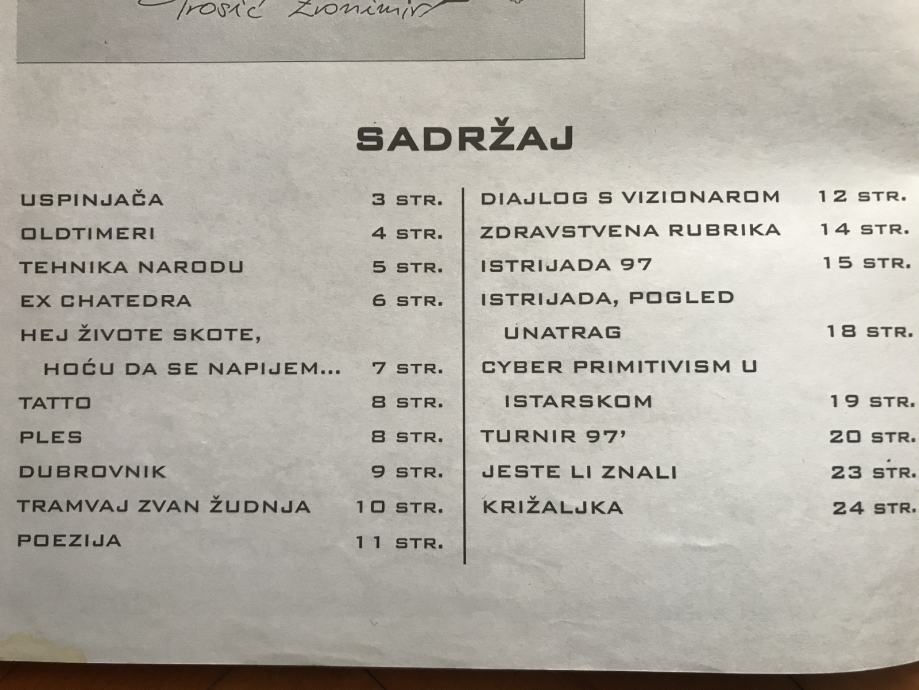 Zvonimir
SADRŽAJ
USPINJAČA 3 STR.
OLDTIMERI 4 STR.
TEHNIKA NARODU 5 STR.
EX CHATEDRA 6 STR.
HEJ ŽIVOTE SKOTE,
HOĆU DA SE NAPIJEM... 7 STR.
TATTO 8 STR.
PLES 8 STR.
DUBROVNIK 9 STR.
TRAMVAJ ZVAN ŽUDNJA 10 STR.
POEZIJA 11 STR.
DIAJLOG S VIZIONAROM 12 STR.
ZDRAVSTVENA RUBRIKA 14 STR.
ISTRIJADA 97 15 STR.
ISTRIJADA, POGLED
UNATRAG 18 STR.
CYBER PRIMITIVISM U
ISTARSKOM 19 STR.
TURNIR 97' 20 STR.
JESTE LI ZNALI 23 STR.
KRIŽALJKA 24 STR.